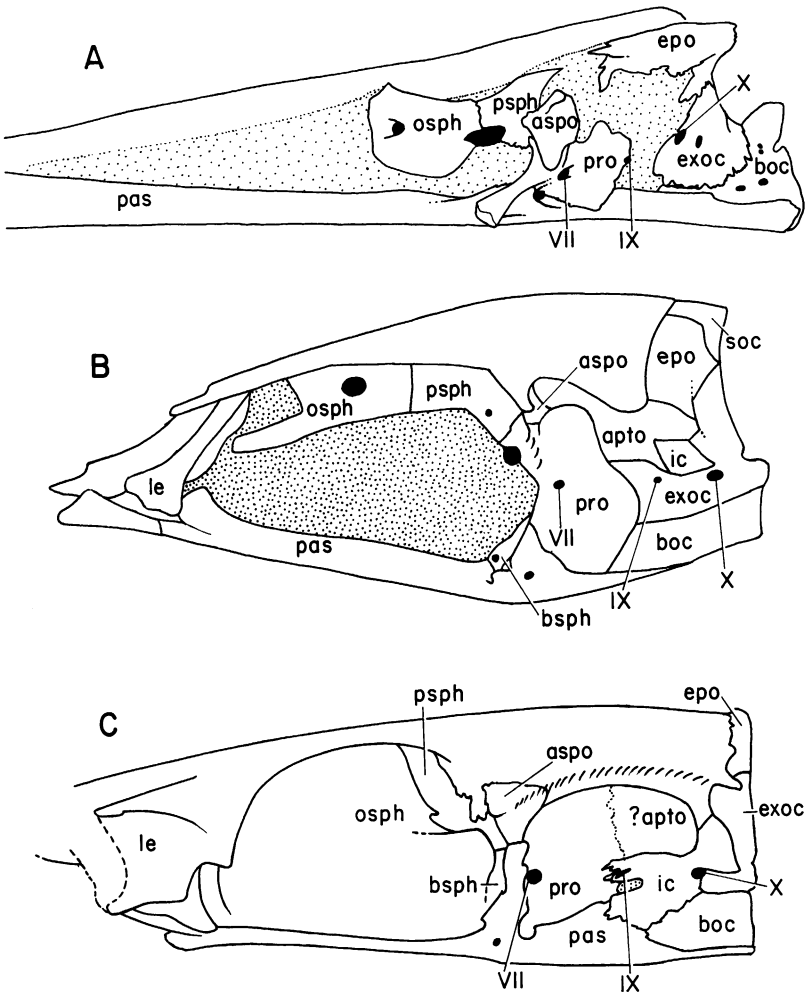 A
epo
X
psph
osph
aspo
pro
exoc
boc
pas
VII
IX
B
soc
aspo
epo
psph
osph
apto
ic
le
exoc
pro
VII
pas
boc
IX
X
bsph
C
psph
epo
aspo
osph
?apto
exoc
le
bsph
pro
ic
X
pas
boc
VII
IX